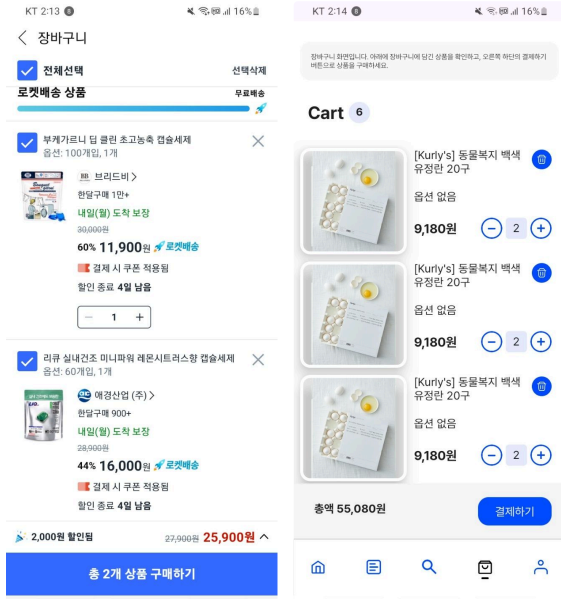 KT 2:13
16%
장바구니
전체선택
선택삭제
로켓배송 상품
무료배송
부케가르니 딥 클린 초고농축 캡슐세제
옵션: 100개입, 1개
BB 브리드비
한달구매 1만+
내일(월) 도착 보장
30,000원
60% 11,900원 로켓배송
결제 시 쿠폰 적용됨
할인 종료 4일 남음
1
리큐 실내건조 미니파워 레몬시트러스향 캡슐세제
옵션: 60개입, 1개
애경산업 (주)
한달구매 900+
내일(월) 도착 보장
28,900원
44% 16,000원 로켓배송
결제 시 쿠폰 적용됨
할인 종료 4일 남음
2,000원 할인됨
27,900원 25,900원
총 2개 상품 구매하기
KT 2:14
16%
장바구니 화면입니다. 아래에 장바구니에 담긴 상품을 확인하고, 오른쪽 하단의 결제하기
버튼으로 상품을 구매하세요.
Cart 6
[Kurly's] 동물복지 백색
유정란 20구
옵션 없음
9,180원
2
[Kurly's] 동물복지 백색
유정란 20구
옵션 없음
9,180원
2
[Kurly's] 동물복지 백색
유정란 20구
옵션 없음
9,180원
2
총액 55,080원
결제하기